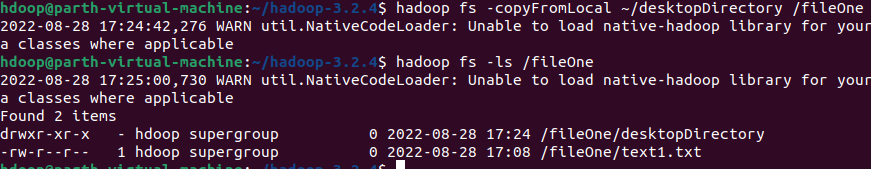 hdoop@parth-virtual-machine:~/hadoop-3.2.4$ hadoop fs -copyFromLocal ~/desktopDirectory /fileOne
2022-08-28 17:24:42,276 WARN util.NativeCodeLoader: Unable to load native-hadoop library for your
a classes where applicable
hdoop@parth-virtual-machine:~/hadoop-3.2.4$ hadoop fs -ls /fileOne
2022-08-28 17:25:00,730 WARN util.NativeCodeLoader: Unable to load native-hadoop library for your
a classes where applicable
Found 2 items
drwxr-xr-x   - hdoop supergroup          0 2022-08-28 17:24 /fileOne/desktopDirectory
-rw-r--r--   1 hdoop supergroup          0 2022-08-28 17:08 /fileOne/text1.txt
hdoop@parth-virtual-machine:~/hadoop-3.2.4$